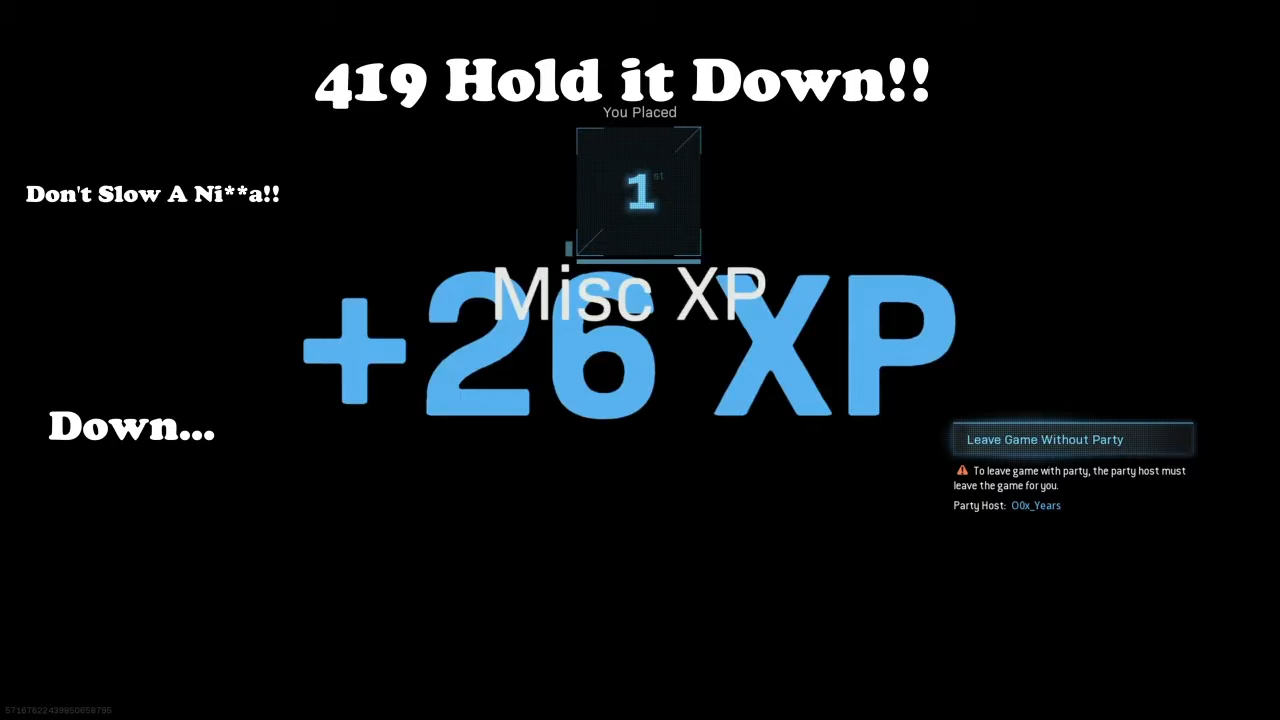 419 Hold it Down!!
You Placed
1st
Don't Slow A Ni**a!!
Misc XP
+26 XP
Down...
Leave Game Without Party
To leave game with party, the party host must
leave the game for you.
Party Host: O0x_Years
57167622439850658795